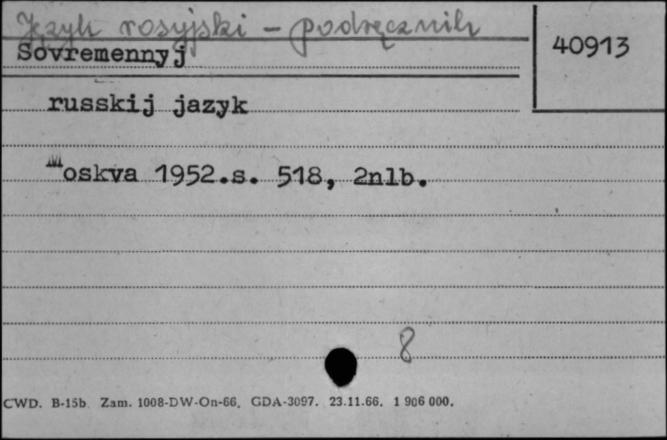 Język rosyjski - podręcznik
Sovremennyj
40913
russkij jazyk
Moskva 1952.s. 518, 2nlb.
8
CWD. B-15b Zam. 1008-DW-On-66. GDA-3097. 23.11.66. 1 906 000.